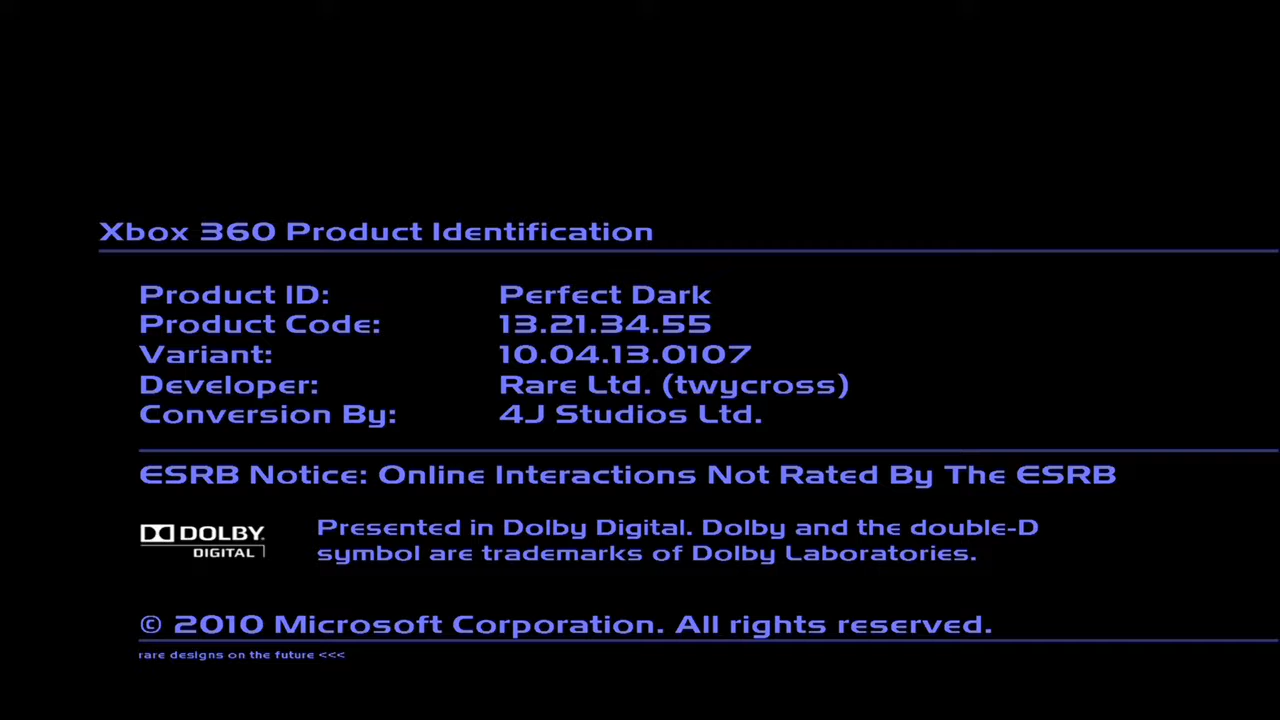 Xbox 360 Product Identification
Product ID: Perfect Dark
Product Code: 13.21.34.55
Variant: 10.04.13.0107
Developer: Rare Ltd. (twycross)
Conversion By: 4J Studios Ltd.
ESRB Notice: Online Interactions Not Rated By The ESRB
DOLBY
DIGITAL
Presented in Dolby Digital. Dolby and the double-D
symbol are trademarks of Dolby Laboratories.
© 2010 Microsoft Corporation. All rights reserved.
rare designs on the future <<<